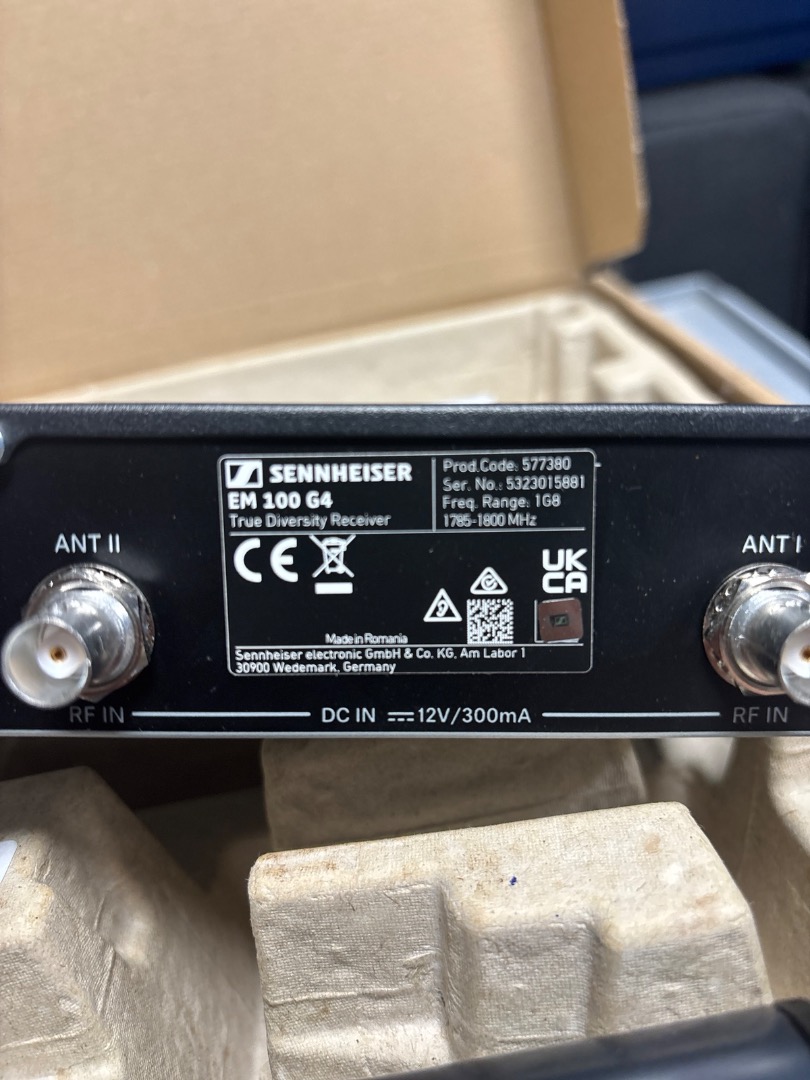 SENNHEISER
EM 100 G4
True Diversity Receiver
Prod.Code: 577380
Ser. No.: 5323015881
Freq. Range: 1G8
1785-1800 MHz
CE
UK
CA
Made in Romania
Sennheiser electronic GmbH & Co. KG, Am Labor 1
30900 Wedemark, Germany
ANT II
ANT I
RF IN
DC IN 12V/300mA
RF IN